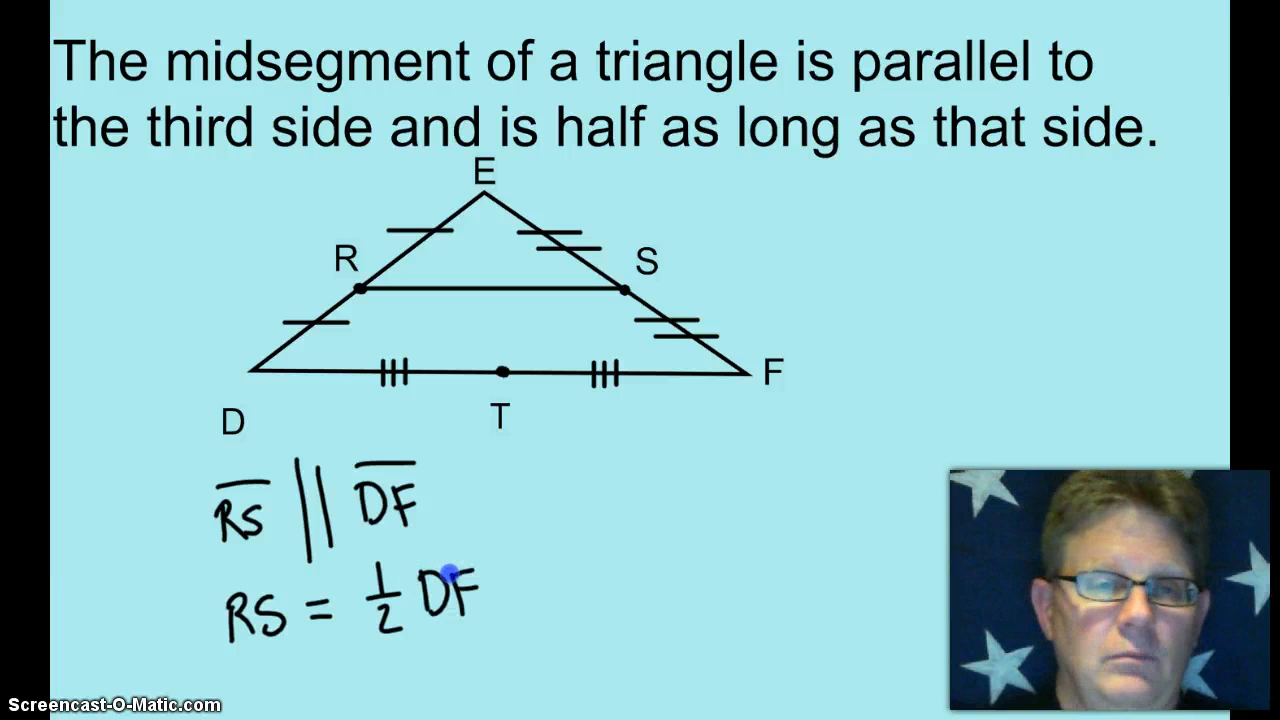 The midsegment of a triangle is parallel to
the third side and is half as long as that side.
E
R
S
F
D
T
RS || DF
RS = 1/2 DF
Screencast-O-Matic.com